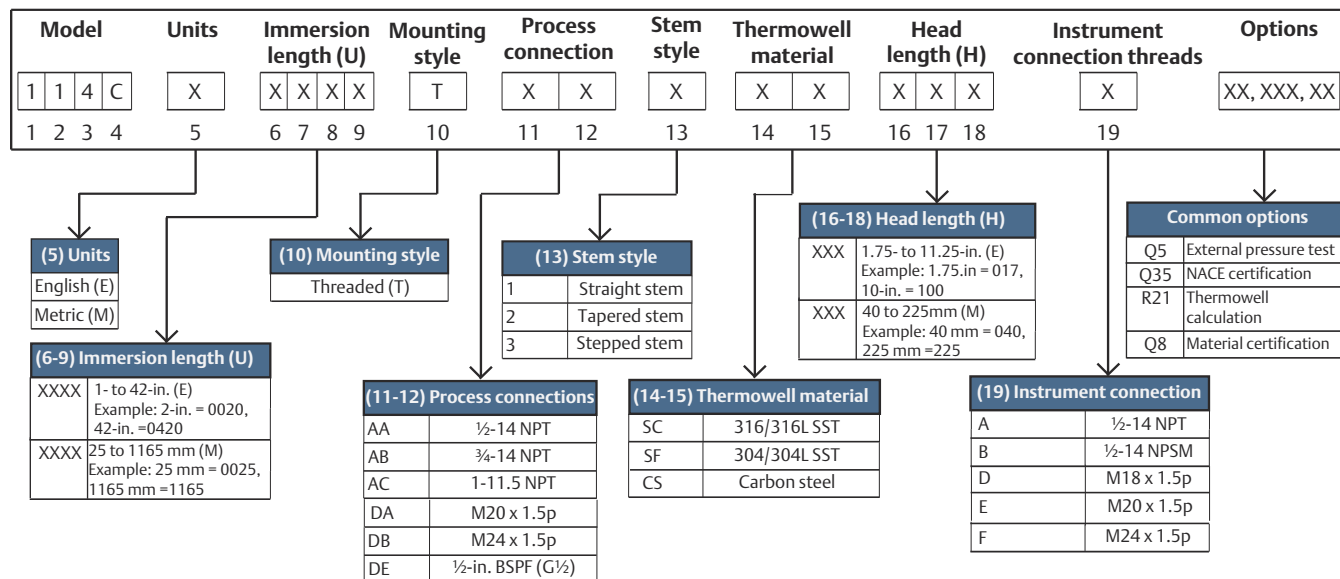 Model Units Immersion length (U) Mounting style Process connection Stem style Thermowell material Head length (H) Instrument connection threads Options
1 1 4 C X X X X X T X X X X X X X X X XX, XXX, XX
1 2 3 4 5 6 7 8 9 10 11 12 13 14 15 16 17 18 19
(5) Units
English (E)
Metric (M)
(6-9) Immersion length (U)
XXXX 1- to 42-in. (E)
Example: 2-in. = 0020,
42-in. =0420
XXXX 25 to 1165 mm (M)
Example: 25 mm = 0025,
1165 mm =1165
(10) Mounting style
Threaded (T)
(11-12) Process connections
AA ½-14 NPT
AB ¾-14 NPT
AC 1-11.5 NPT
DA M20 x 1.5p
DB M24 x 1.5p
DE ½-in. BSPF (G½)
(13) Stem style
1 Straight stem
2 Tapered stem
3 Stepped stem
(14-15) Thermowell material
SC 316/316L SST
SF 304/304L SST
CS Carbon steel
(16-18) Head length (H)
XXX 1.75- to 11.25-in. (E)
Example: 1.75.in = 017,
10-in. = 100
XXX 40 to 225mm (M)
Example: 40 mm = 040,
225 mm =225
(19) Instrument connection
A ½-14 NPT
B ½-14 NPSM
D M18 x 1.5p
E M20 x 1.5p
F M24 x 1.5p
Common options
Q5 External pressure test
Q35 NACE certification
R21 Thermowell
calculation
Q8 Material certification